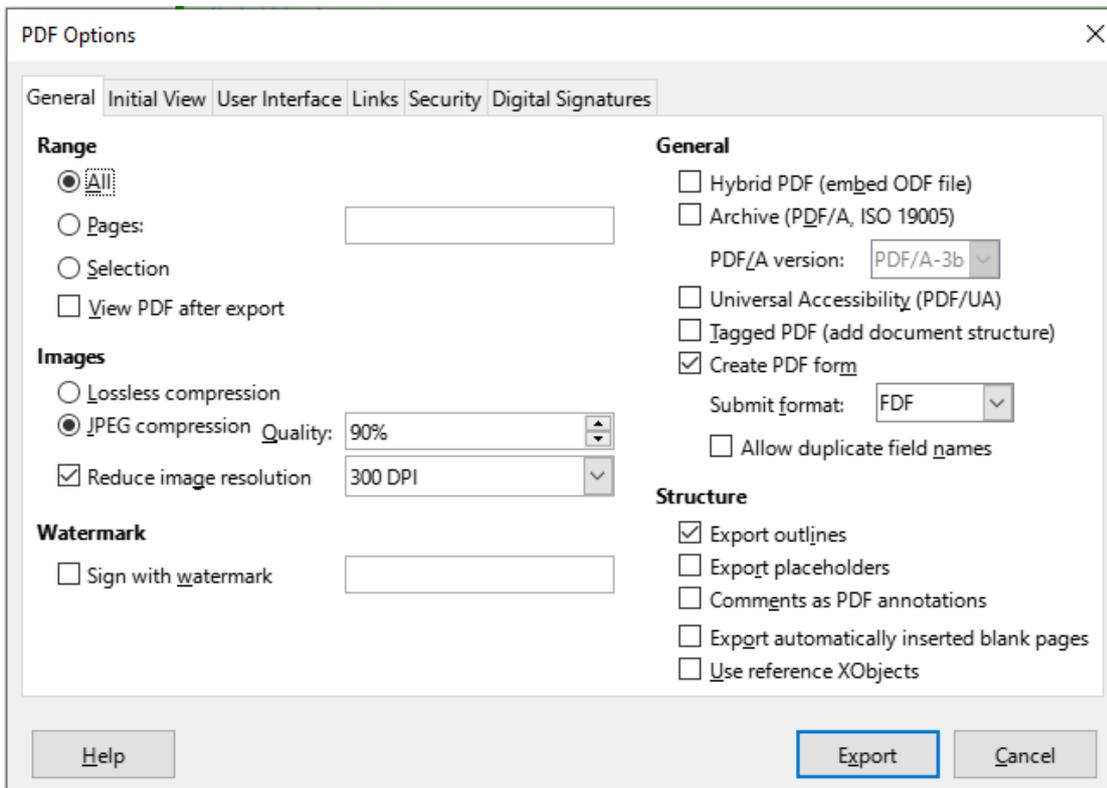 PDF Options
General Initial View User Interface Links Security Digital Signatures
Range
All
Pages:
Selection
View PDF after export
Images
Lossless compression
JPEG compression Quality: 90%
Reduce image resolution 300 DPI
Watermark
Sign with watermark
General
Hybrid PDF (embed ODF file)
Archive (PDF/A, ISO 19005)
PDF/A version: PDF/A-3b
Universal Accessibility (PDF/UA)
Tagged PDF (add document structure)
Create PDF form
Submit format: FDF
Allow duplicate field names
Structure
Export outlines
Export placeholders
Comments as PDF annotations
Export automatically inserted blank pages
Use reference XObjects
Help Export Cancel